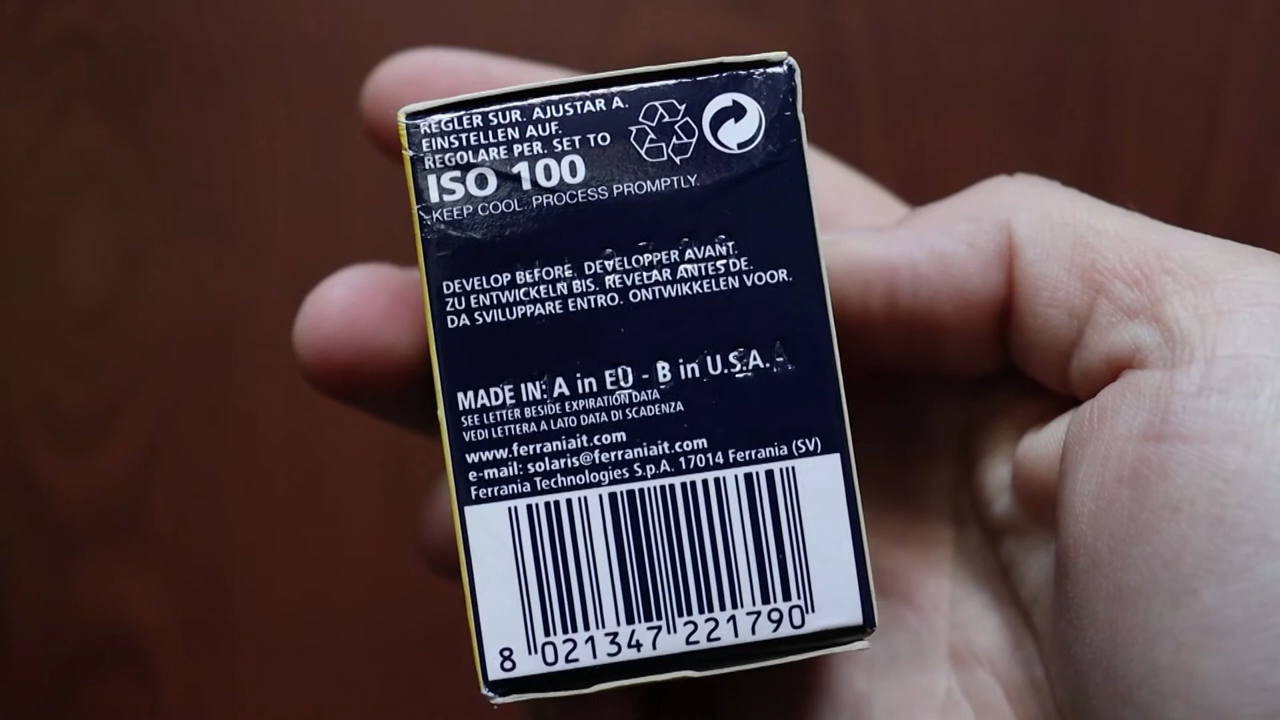 RÉGLER SUR. AJUSTAR A.
EINSTELLEN AUF.
REGOLARE PER. SET TO
ISO 100
KEEP COOL. PROCESS PROMPTLY.
DEVELOP BEFORE. DEVELOPPER AVANT.
ZU ENTWICKELN BIS. REVELAR ANTES DE.
DA SVILUPPARE ENTRO. ONTWIKKELEN VOOR.
MADE IN: A in EU - B in U.S.A.
SEE LETTER BESIDE EXPIRATION DATA
VEDI LETTERA A LATO DATA DI SCADENZA
www.ferraniait.com
e-mail: solaris@ferraniait.com
Ferrania Technologies S.p.A. 17014 Ferrania (SV)
8 021347 221790